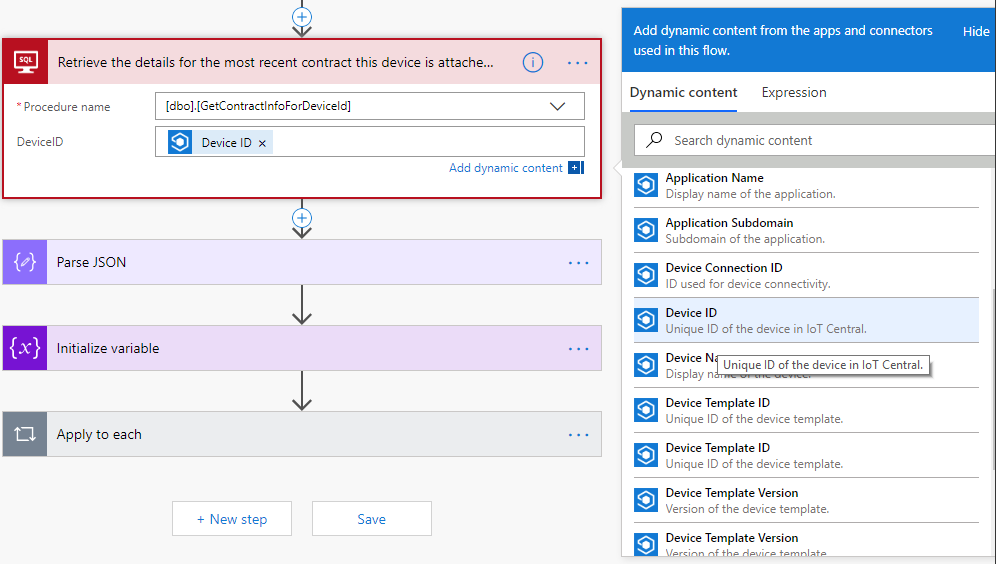 SQL
Retrieve the details for the most recent contract this device is attache...
* Procedure name
[dbo].[GetContractInfoForDeviceId]
DeviceID
Device ID ×
Add dynamic content
Parse JSON
{x}
Initialize variable
Apply to each
+ New step
Save
Add dynamic content from the apps and connectors
used in this flow.
Hide
Dynamic content
Expression
Search dynamic content
Application Name
Display name of the application.
Application Subdomain
Subdomain of the application.
Device Connection ID
ID used for device connectivity.
Device ID
Unique ID of the device in IoT Central.
Device Na
Unique ID of the device in IoT Central.
Display name of the device.
Device Template ID
Unique ID of the device template.
Device Template ID
Unique ID of the device template.
Device Template Version
Version of the device template.
Device Template Version
Version of the device template.